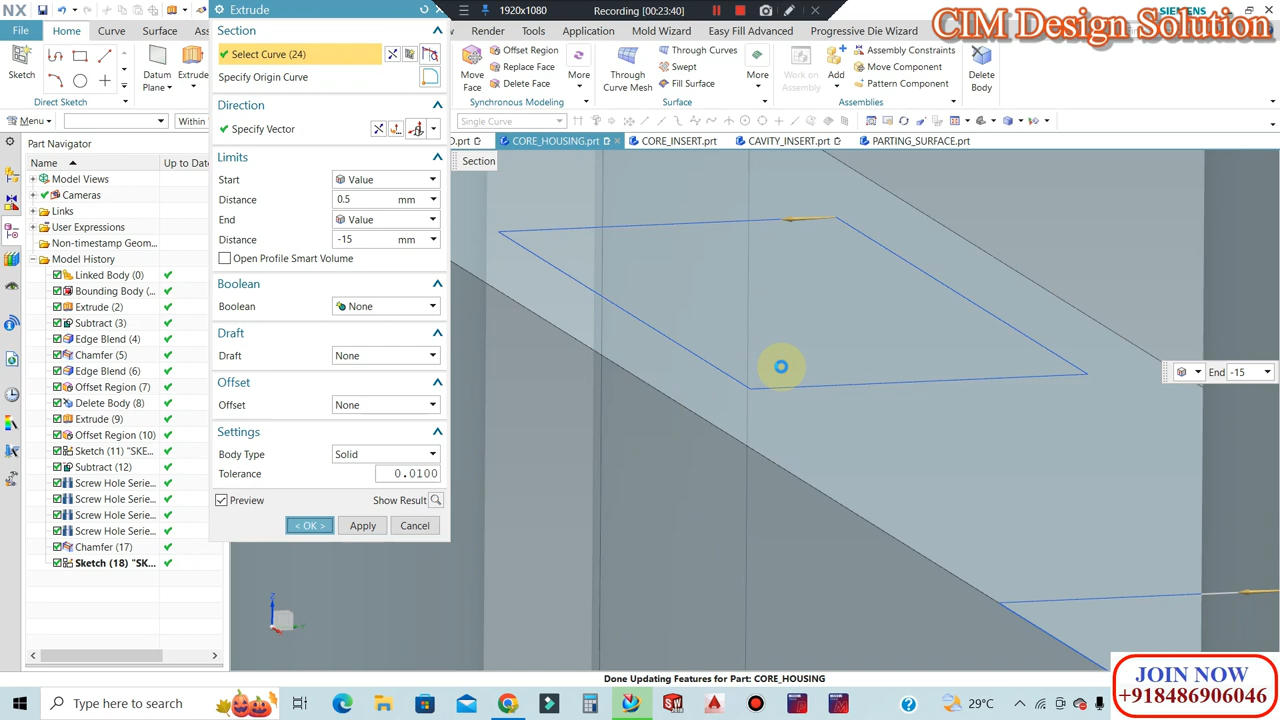 NX
Extrude
1920x1080
Recording [00:23:40]
SIEMENS
CIM Design Solution
File
Home
Curve
Surface
Render
Tools
Application
Mold Wizard
Easy Fill Advanced
Progressive Die Wizard
Sketch
Datum Plane
Extrude
Direct Sketch
Section
Select Curve (24)
Specify Origin Curve
Direction
Specify Vector
Limits
Start
Value
Distance
0.5
mm
End
Value
Distance
-15
mm
Open Profile Smart Volume
Boolean
Boolean
None
Draft
Draft
None
Offset
Offset
None
Settings
Body Type
Solid
Tolerance
0.0100
Preview
Show Result
< OK >
Apply
Cancel
Move Face
Offset Region
Replace Face
Delete Face
More
Synchronous Modeling
Through Curve Mesh
Through Curves
Swept
Fill Surface
More
Surface
Work on Assembly
Add
Assembly Constraints
Move Component
Pattern Component
Assemblies
Delete Body
Menu
Within
Single Curve
CORE_HOUSING.prt
CORE_INSERT.prt
CAVITY_INSERT.prt
PARTING_SURFACE.prt
Section
Part Navigator
Name
Up to Date
Model Views
Cameras
Links
User Expressions
Non-timestamp Geom...
Model History
Linked Body (0)
Bounding Body (...
Extrude (2)
Subtract (3)
Edge Blend (4)
Chamfer (5)
Edge Blend (6)
Offset Region (7)
Delete Body (8)
Extrude (9)
Offset Region (10)
Sketch (11) "SKE...
Subtract (12)
Screw Hole Serie...
Screw Hole Serie...
Screw Hole Serie...
Screw Hole Serie...
Chamfer (17)
Sketch (18) "SK...
End
-15
Z
Done Updating Features for Part: CORE_HOUSING
JOIN NOW
+918486906046
Type here to search
29°C